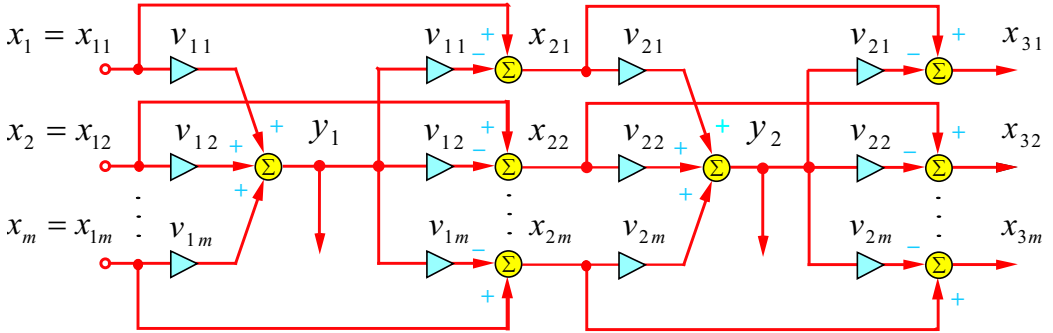 x₁ = x₁₁ v₁₁ + v₁₁ − Σ x₂₁ v₂₁ v₂₁ − Σ + x₃₁
x₂ = x₁₂ v₁₂ + + Σ y₁ v₁₂ + − Σ x₂₂ v₂₂ + + Σ y₂ v₂₂ − + Σ x₃₂
xₘ = x₁ₘ v₁ₘ + v₁ₘ − + Σ x₂ₘ v₂ₘ + v₂ₘ − Σ + x₃ₘ